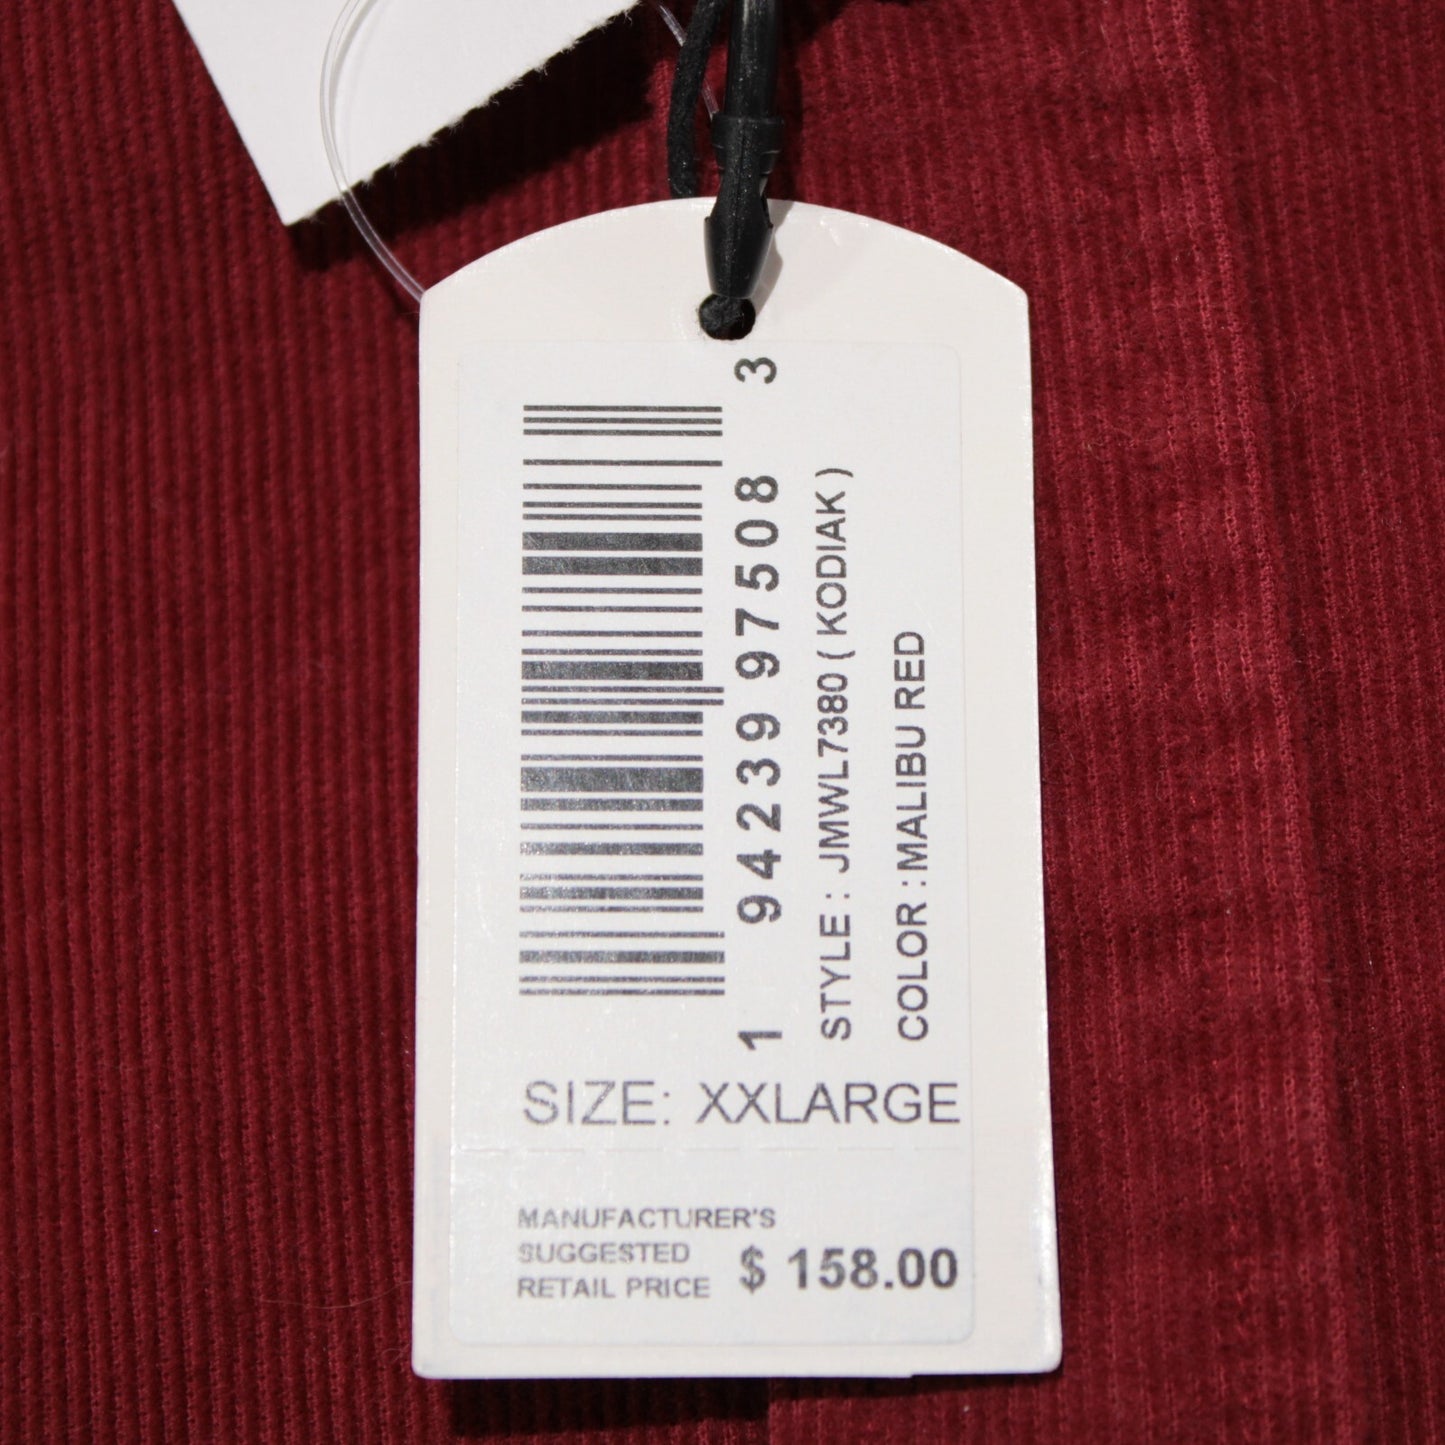 1 94239 97508 3
STYLE : JMWL7380 ( KODIAK )
COLOR : MALIBU RED
SIZE: XXLARGE
MANUFACTURER'S
SUGGESTED
RETAIL PRICE $ 158.00